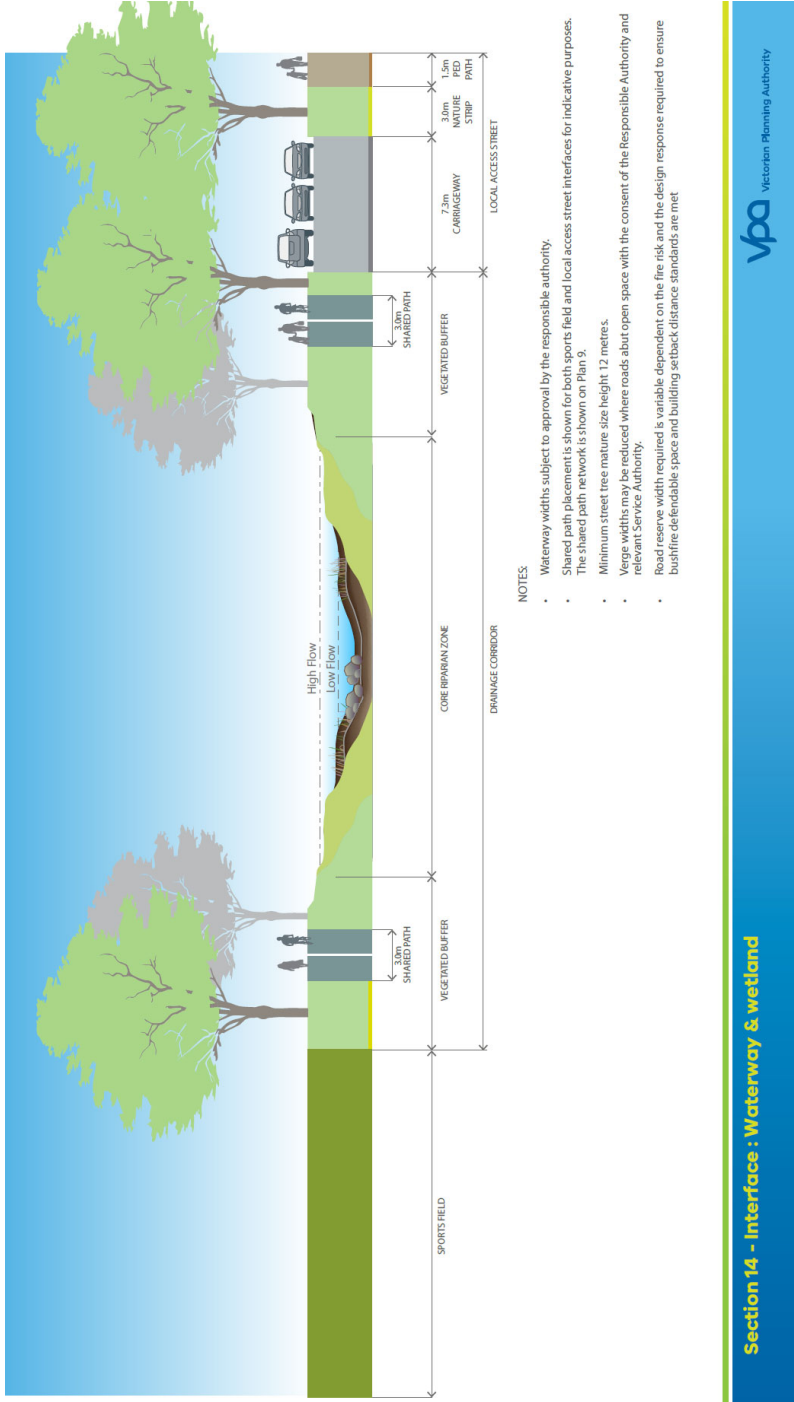 High Flow
Low Flow
3.0m
SHARED PATH
3.0m
SHARED PATH
7.3m
CARRIAGEWAY
3.0m
NATURE
STRIP
1.5m
PED
PATH
SPORTS FIELD
VEGETATED BUFFER
CORE RIPARIAN ZONE
VEGETATED BUFFER
DRAINAGE CORRIDOR
LOCAL ACCESS STREET
NOTES:
• Waterway widths subject to approval by the responsible authority.
• Shared path placement is shown for both sports field and local access street interfaces for indicative purposes.
The shared path network is shown on Plan 9.
• Minimum street tree mature size height 12 metres.
• Verge widths may be reduced where roads abut open space with the consent of the Responsible Authority and
relevant Service Authority.
• Road reserve width required is variable dependent on the fire risk and the design response required to ensure
bushfire defendable space and building setback distance standards are met
Section 14 - Interface : Waterway & wetland
vpa Victorian Planning Authority